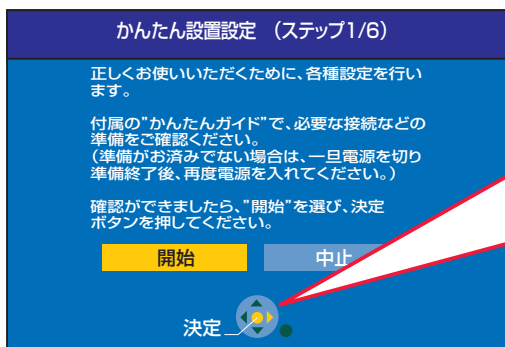 かんたん設置設定 （ステップ1/6）
正しくお使いいただくために、各種設定を行い
ます。
付属の”かんたんガイド”で、必要な接続などの
準備をご確認ください。
（準備がお済みでない場合は、一旦電源を切り
準備終了後、再度電源を入れてください。）
確認ができましたら、”開始”を選び、決定
ボタンを押してください。
開始
中止
決定